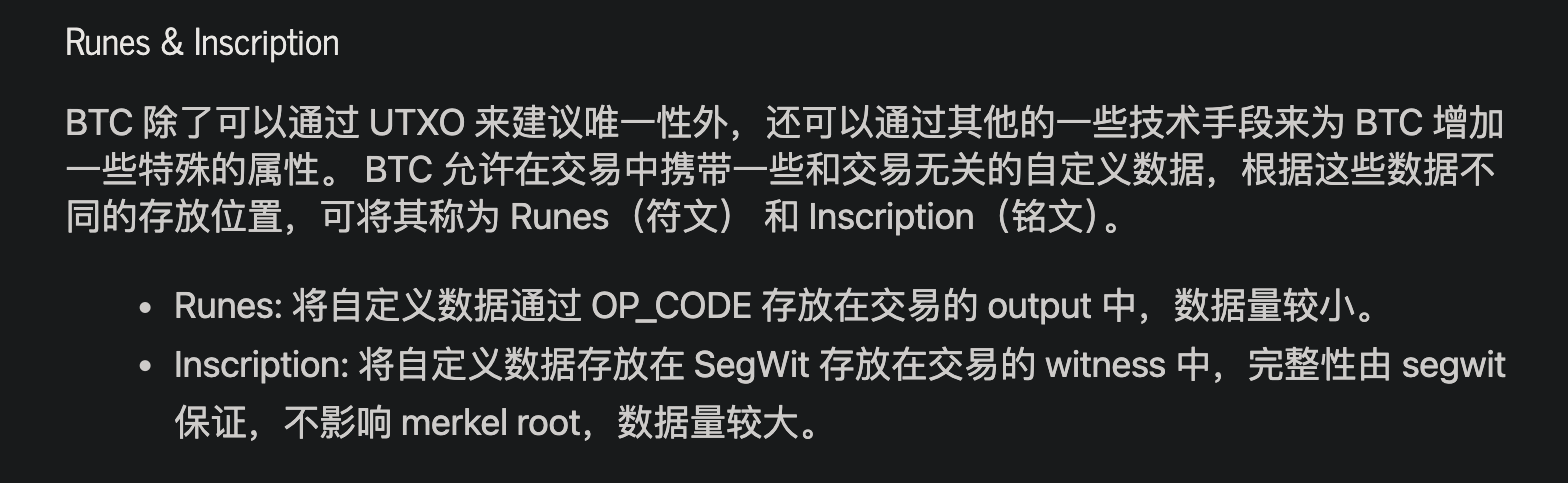 Runes & Inscription
BTC 除了可以通过 UTXO 来建议唯一性外，还可以通过其他的一些技术手段来为 BTC 增加
一些特殊的属性。 BTC 允许在交易中携带一些和交易无关的自定义数据，根据这些数据不
同的存放位置，可将其称为 Runes（符文） 和 Inscription（铭文）。
• Runes: 将自定义数据通过 OP_CODE 存放在交易的 output 中，数据量较小。
• Inscription: 将自定义数据存放在 SegWit 存放在交易的 witness 中，完整性由 segwit
保证，不影响 merkel root，数据量较大。